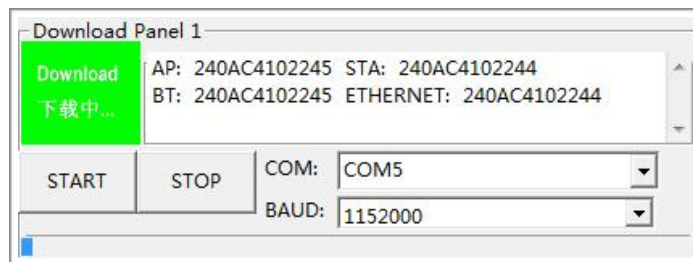 Download Panel 1
Download
下载中...
AP: 240AC4102245 STA: 240AC4102244
BT: 240AC4102245 ETHERNET: 240AC4102244
START
STOP
COM:
COM5
BAUD:
1152000